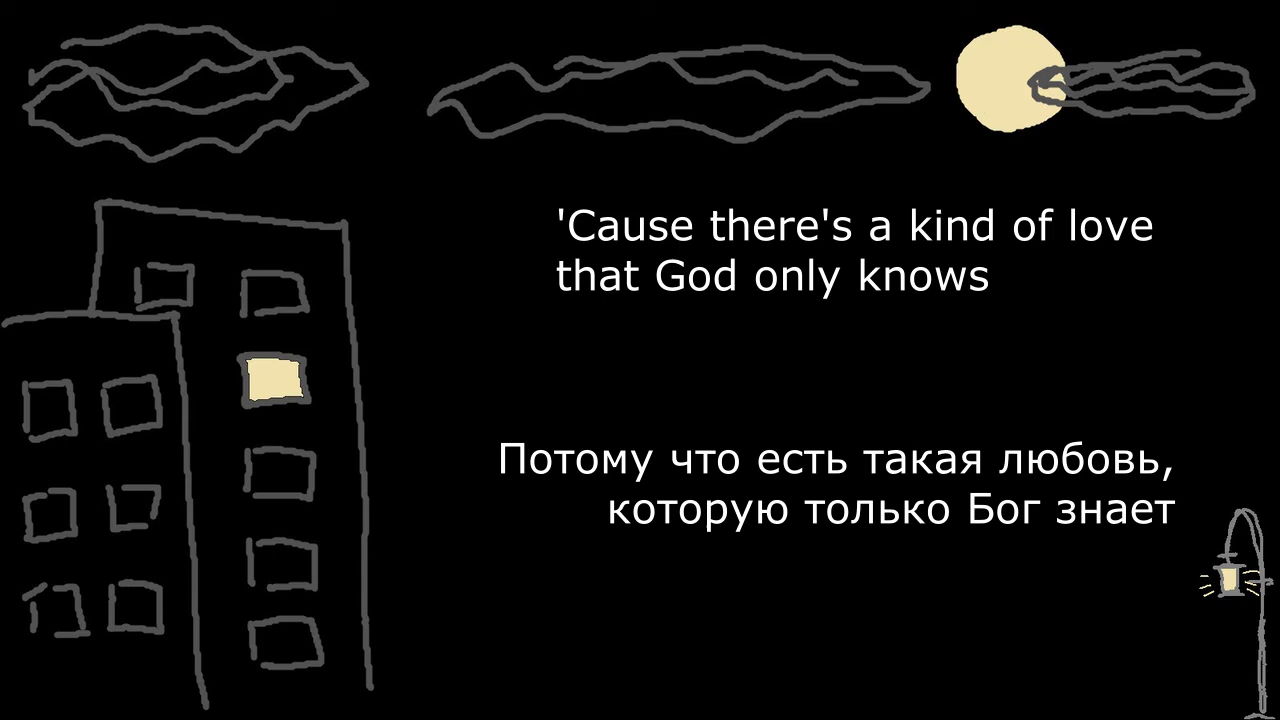 'Cause there's a kind of love
that God only knows
Потому что есть такая любовь,
которую только Бог знает